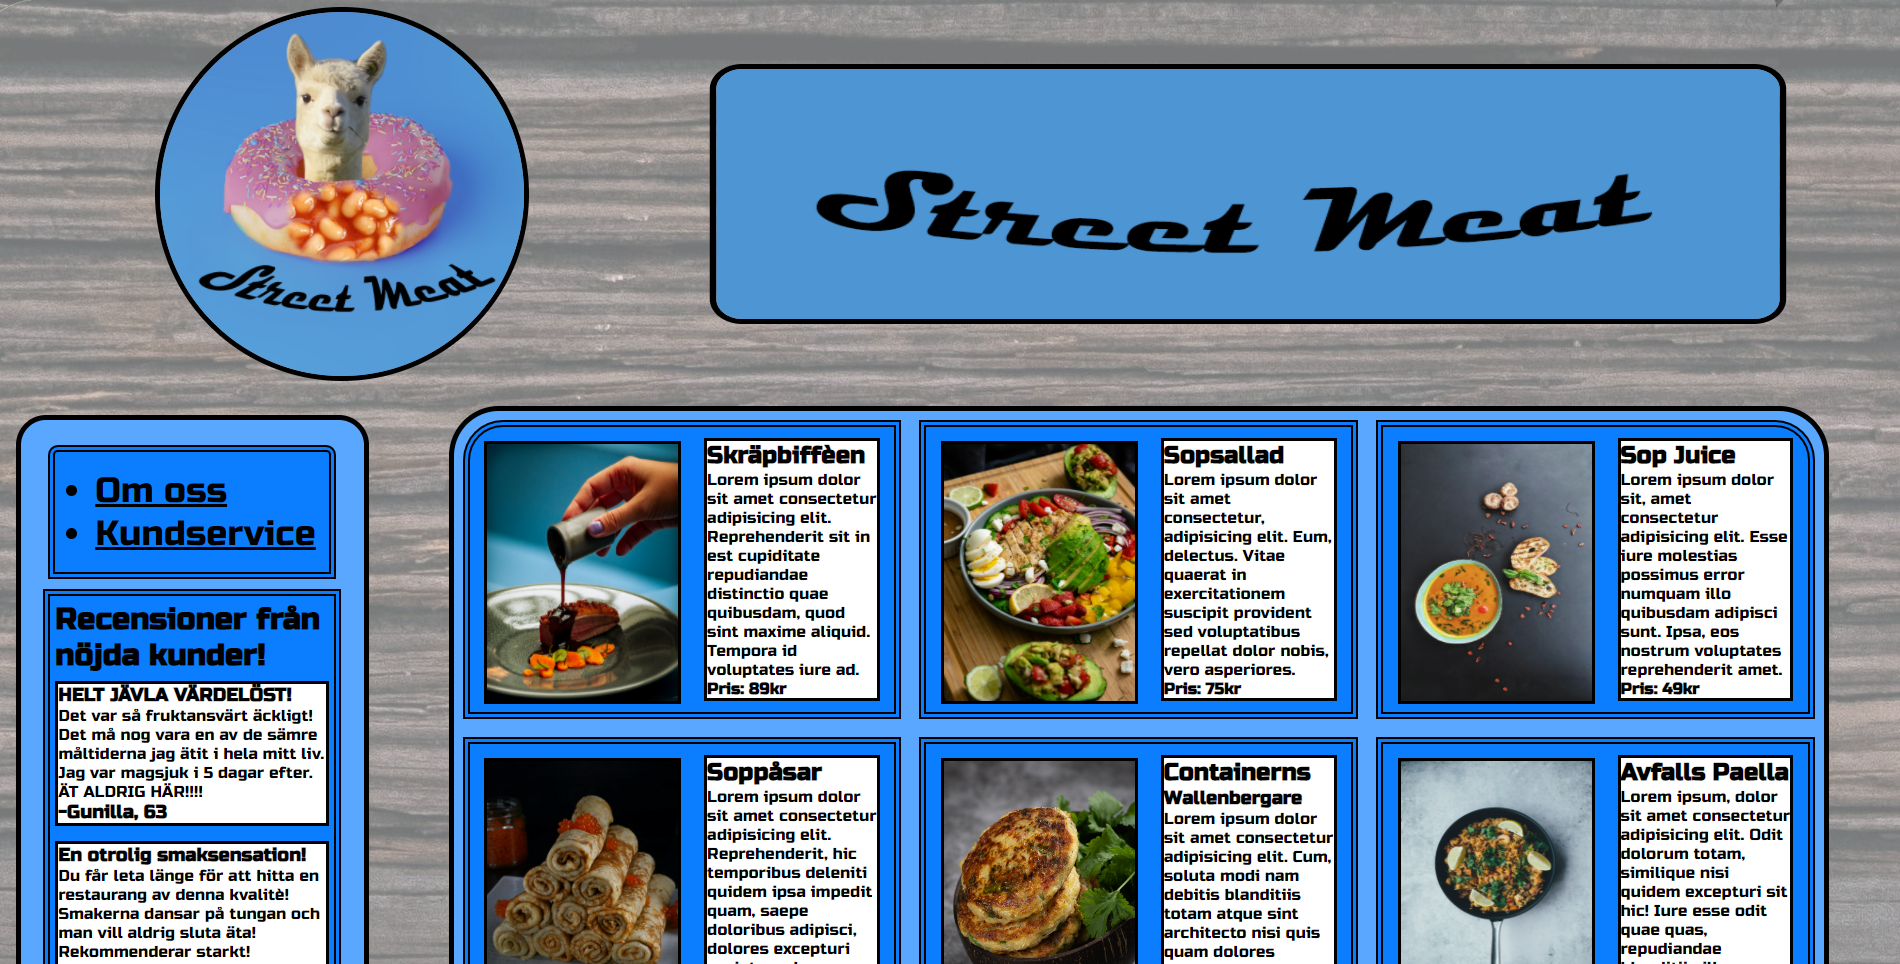 Street Meat
Street Meat
Om oss
Kundservice
Recensioner från
nöjda kunder!
HELT JÄVLA VÄRDELÖST!
Det var så fruktansvärt äckligt!
Det må nog vara en av de sämre
måltiderna jag ätit i hela mitt liv.
Jag var magsjuk i 5 dagar efter.
ÄT ALDRIG HÄR!!!!
-Gunilla, 63
En otrolig smaksensation!
Du får leta länge för att hitta en
restaurang av denna kvalitè!
Smakerna dansar på tungan och
man vill aldrig sluta äta!
Rekommenderar starkt!
Skräpbiffèen
Lorem ipsum dolor
sit amet consectetur
adipisicing elit.
Reprehenderit sit in
est cupiditate
repudiandae
distinctio quae
quibusdam, quod
sint maxime aliquid.
Tempora id
voluptates iure ad.
Pris: 89kr
Sopsallad
Lorem ipsum dolor
sit amet
consectetur,
adipisicing elit. Eum,
delectus. Vitae
quaerat in
exercitationem
suscipit provident
sed voluptatibus
repellat dolor nobis,
vero asperiores.
Pris: 75kr
Sop Juice
Lorem ipsum dolor
sit, amet
consectetur
adipisicing elit. Esse
iure molestias
possimus error
numquam illo
quibusdam adipisci
sunt. Ipsa, eos
nostrum voluptates
reprehenderit amet.
Pris: 49kr
Soppåsar
Lorem ipsum dolor
sit amet consectetur
adipisicing elit.
Reprehenderit, hic
temporibus deleniti
quidem ipsa impedit
quam, saepe
doloribus adipisci,
dolores excepturi
Containerns
Wallenbergare
Lorem ipsum dolor
sit amet consectetur
adipisicing elit. Cum,
soluta modi nam
debitis blanditiis
totam atque sint
architecto nisi quis
quam dolores
Avfalls Paella
Lorem ipsum, dolor
sit amet consectetur
adipisicing elit. Odit
dolorum totam,
similique nisi
quidem excepturi sit
hic! Iure esse odit
quae quas,
repudiandae